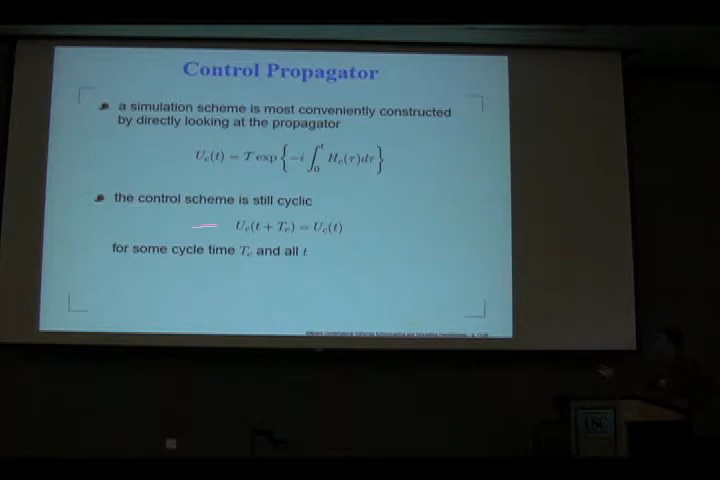 Control Propagator
a simulation scheme is most conveniently constructed
by directly looking at the propagator
U_c(t) = T exp{−i ∫_0^t H_c(τ)dτ}
the control scheme is still cyclic
U_c(t + T_c) = U_c(t)
for some cycle time T_c and all t
USC